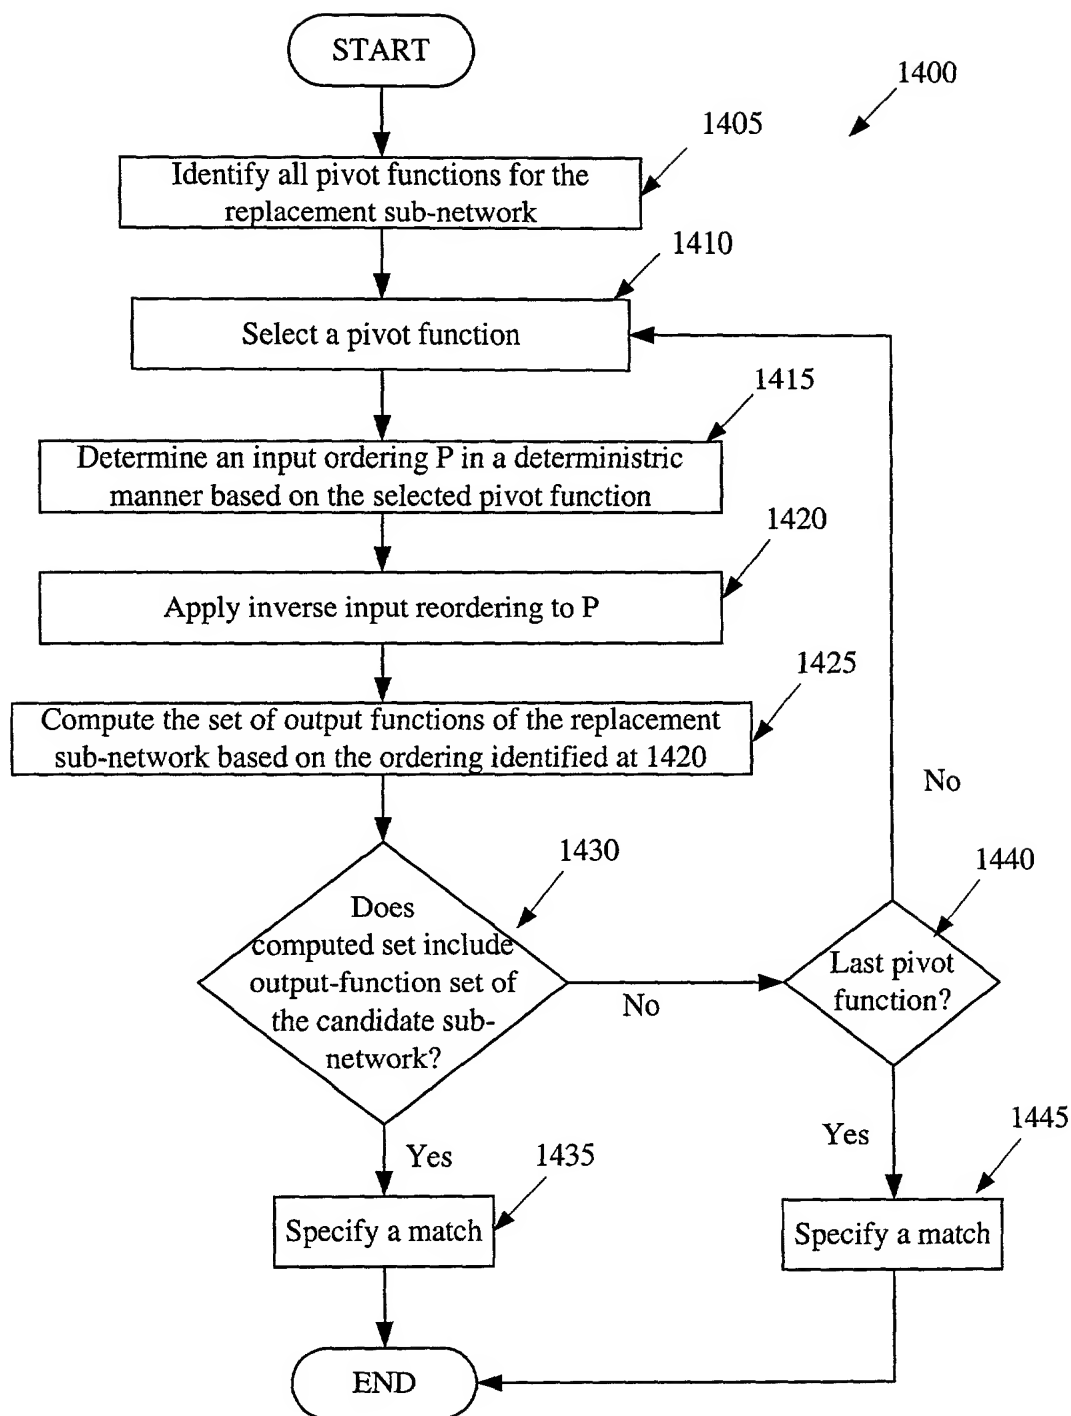 START
1400
1405
Identify all pivot functions for the
replacement sub-network
1410
Select a pivot function
1415
Determine an input ordering P in a deterministric
manner based on the selected pivot function
1420
Apply inverse input reordering to P
1425
Compute the set of output functions of the replacement
sub-network based on the ordering identified at 1420
No
1430
Does
computed set include
output-function set of
the candidate sub-
network?
No
1440
Last pivot
function?
Yes
1435
Specify a match
Yes
1445
Specify a match
END